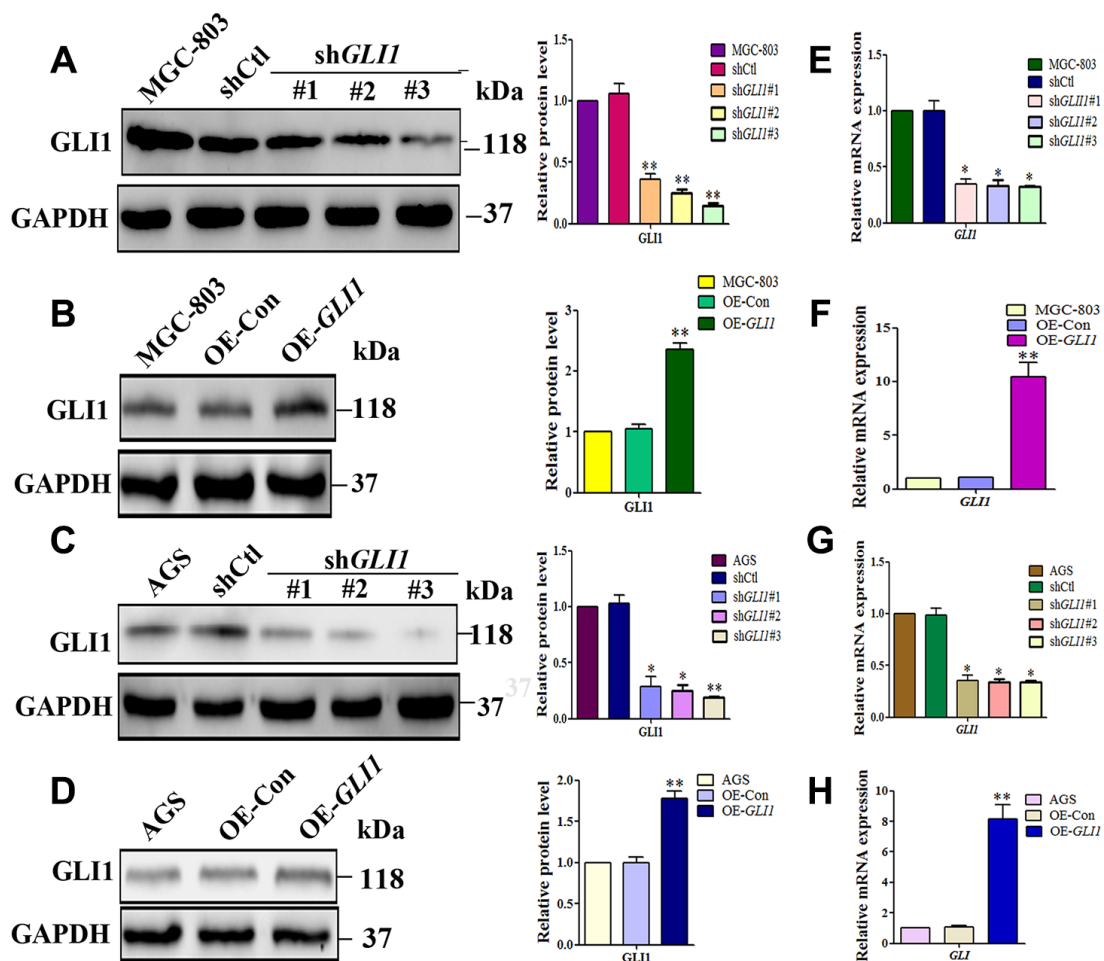 A
MGC-803
shCtl
shGLI1
#1 #2 #3
kDa
GLI1
118
GAPDH
37
Relative protein level
1.5
1.0
0.5
0.0
**
**
**
GLI1
MGC-803
shCtl
shGLI1#1
shGLI1#2
shGLI1#3
E
Relative mRNA expression
1.5
1.0
0.5
0.0
*
*
*
GLI1
MGC-803
shCtl
shGLI1#1
shGLI1#2
shGLI1#3
B
MGC-803
OE-Con
OE-GLI1
kDa
GLI1
118
GAPDH
37
Relative protein level
3
2
1
0
**
GLI1
MGC-803
OE-Con
OE-GLI1
F
Relative mRNA expression
15
10
5
0
**
GLI1
MGC-803
OE-Con
OE-GLI1
C
AGS
shCtl
shGLI1
#1 #2 #3
kDa
GLI1
118
GAPDH
37
37
Relative protein level
1.5
1.0
0.5
0.0
*
*
**
GLI1
AGS
shCtl
shGLI1#1
shGLI1#2
shGLI1#3
G
Relative mRNA expression
1.5
1.0
0.5
0.0
*
*
*
GLI1
AGS
shCtl
shGLI1#1
shGLI1#2
shGLI1#3
D
AGS
OE-Con
OE-GLI1
kDa
GLI1
118
GAPDH
37
Relative protein level
2.0
1.5
1.0
0.5
0.0
**
GLI1
AGS
OE-Con
OE-GLI1
H
Relative mRNA expression
10
8
6
4
2
0
**
GLI
AGS
OE-Con
OE-GLI1